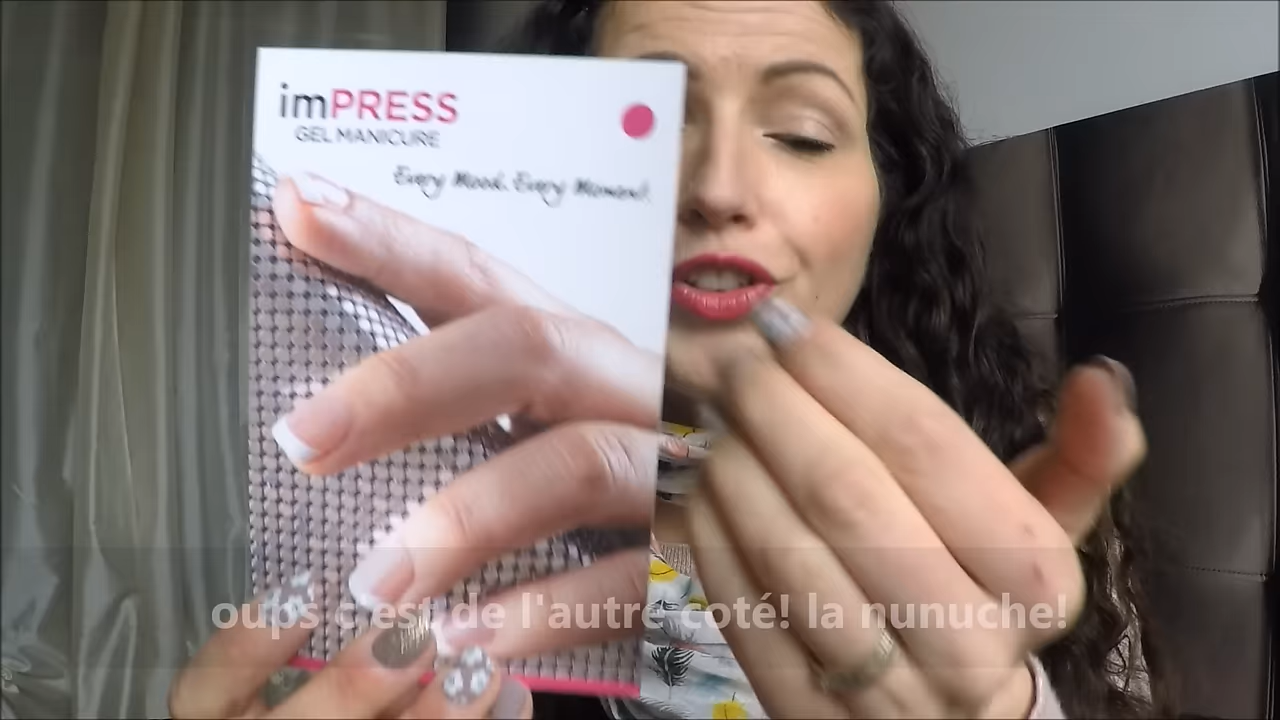 imPRESS
GEL MANICURE
Every Mood. Every Moment.
oups c'est de l'autre coté! la nunuche!